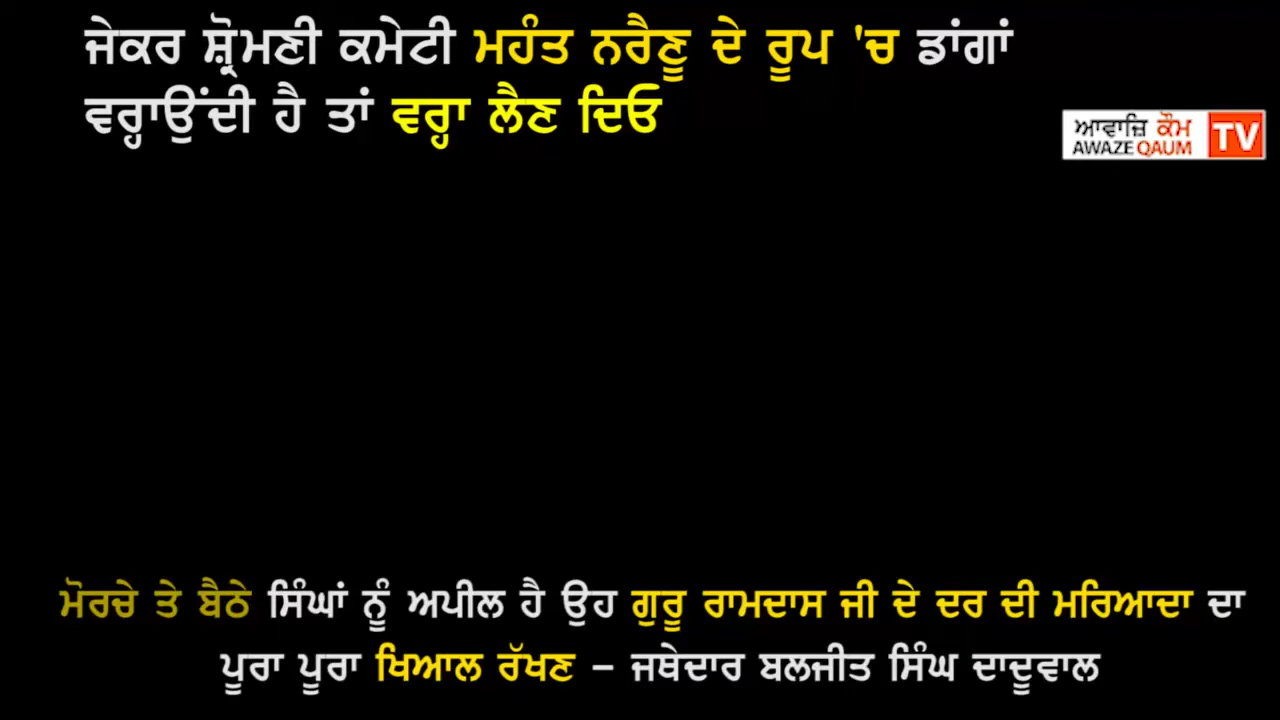 ਜੇਕਰ ਸ਼੍ਰੋਮਣੀ ਕਮੇਟੀ ਮਹੰਤ ਨਰੈਣੂ ਦੇ ਰੂਪ 'ਚ ਡਾਂਗਾਂ
ਵਰ੍ਹਾਉਂਦੀ ਹੈ ਤਾਂ ਵਰ੍ਹਾ ਲੈਣ ਦਿਓ
ਆਵਾਜ਼ਿ ਕੌਮ
AWAZE QAUM TV
ਮੋਰਚੇ ਤੇ ਬੈਠੇ ਸਿੰਘਾਂ ਨੂੰ ਅਪੀਲ ਹੈ ਉਹ ਗੁਰੂ ਰਾਮਦਾਸ ਜੀ ਦੇ ਦਰ ਦੀ ਮਰਿਆਦਾ ਦਾ
ਪੂਰਾ ਪੂਰਾ ਖਿਆਲ ਰੱਖਣ – ਜਥੇਦਾਰ ਬਲਜੀਤ ਸਿੰਘ ਦਾਦੂਵਾਲ